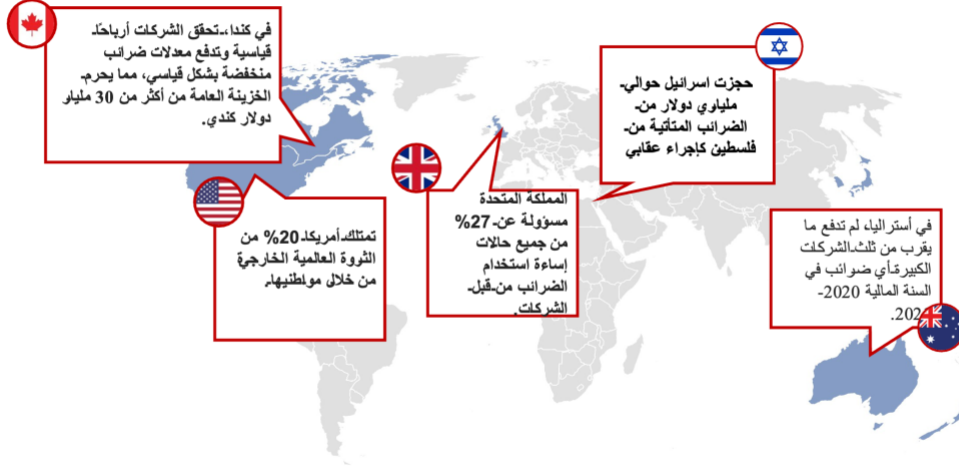 في كندا، تحقق الشركات أرباحًا
قياسية وتدفع معدلات ضرائب
منخفضة بشكل قياسي، مما يحرم
الخزينة العامة من أكثر من 30 مليار
دولار كندي.
حجزت اسرائيل حوالي
ملياوي دولار من
الضرائب المتأتية من
فلسطين كإجراء عقابي
المملكة المتحدة
مسؤولة عن 27%
من جميع حالات
إساءة استخدام
الضرائب من قبل
الشركات.
تمتلك أمريكا 20% من
الثروة العالمية الخارجية
من خلال مواطنيها.
في أستراليا، لم تدفع ما
يقرب من ثلث الشركات
الكبيرة أي ضرائب في
السنة المالية 2020-